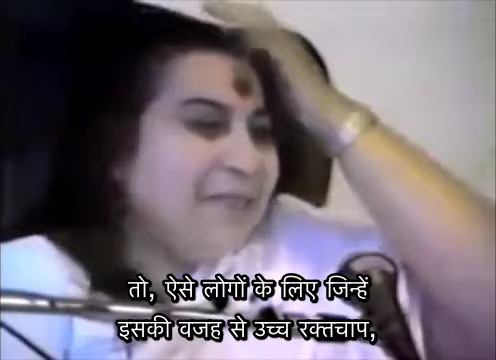 तो, ऐसे लोगों के लिए जिन्हें
इसकी वजह से उच्च रक्तचाप,